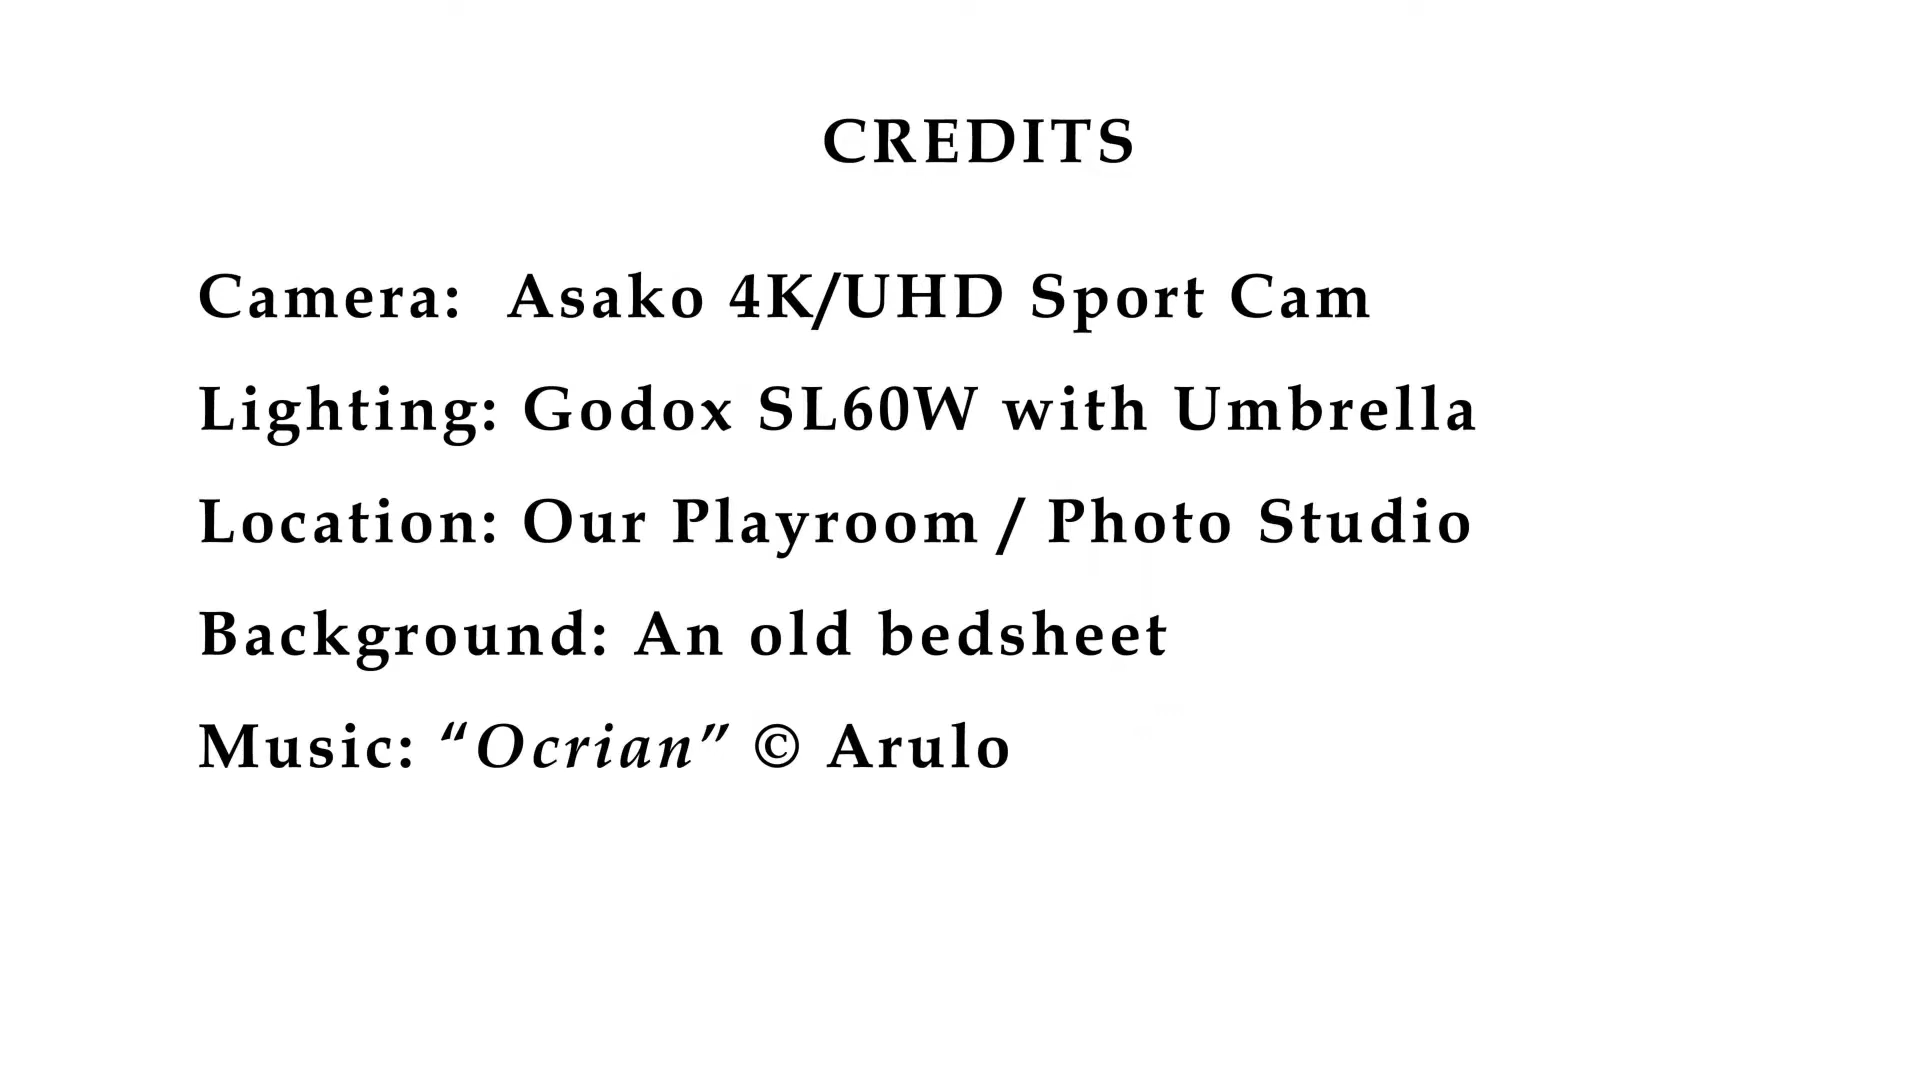 CREDITS
Camera:  Asako 4K/UHD Sport Cam
Lighting: Godox SL60W with Umbrella
Location: Our Playroom / Photo Studio
Background: An old bedsheet
Music: “Ocrian” © Arulo